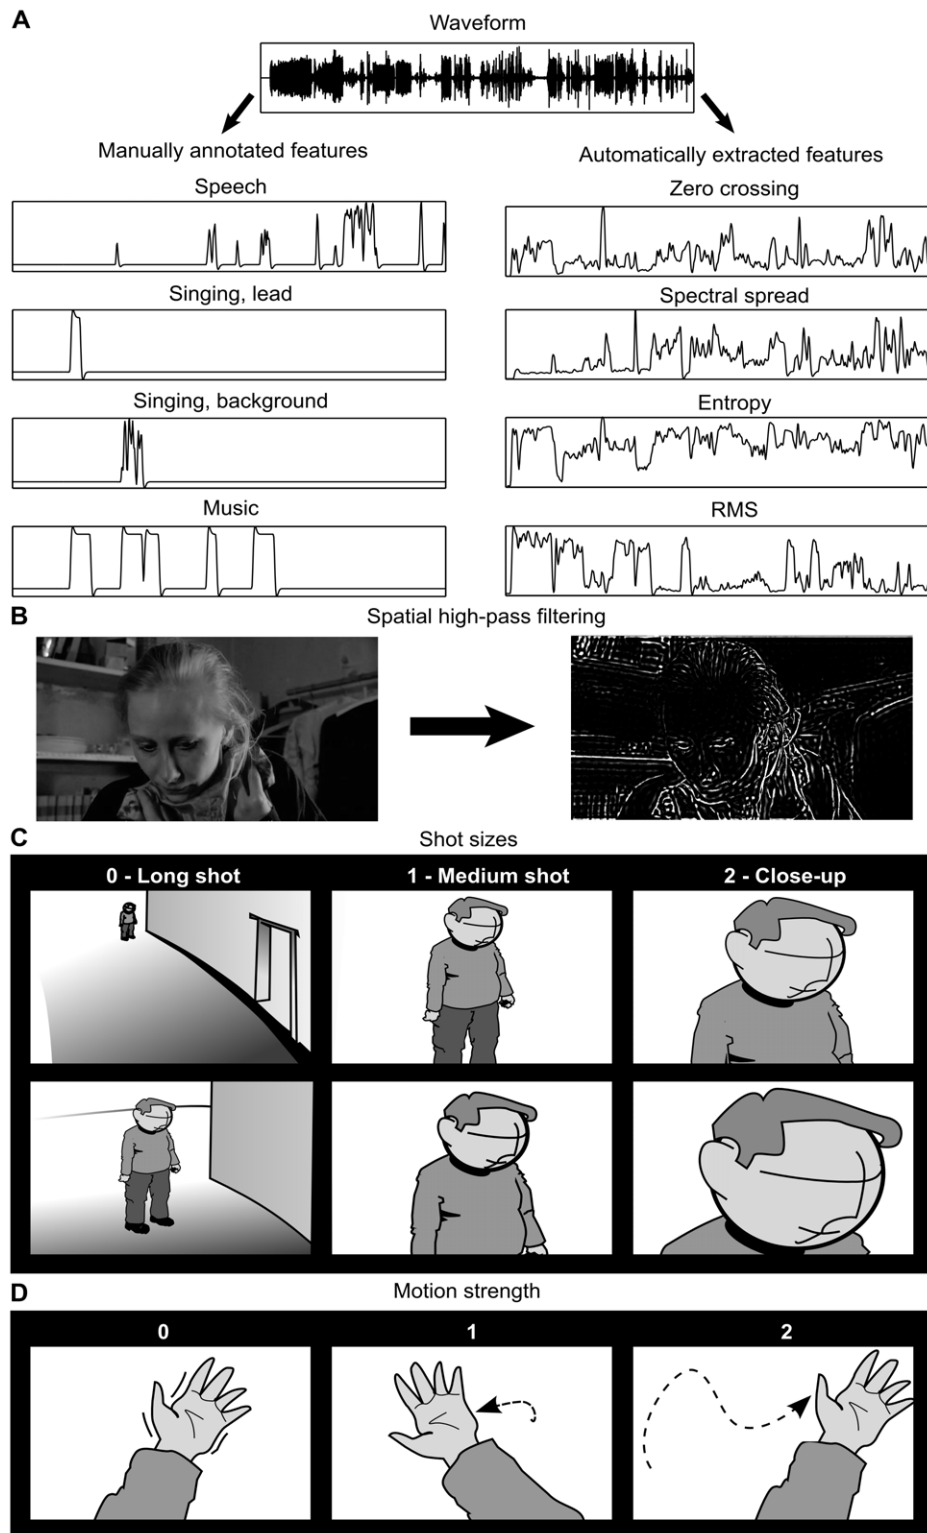 A
Waveform
Manually annotated features
Automatically extracted features
Speech
Zero crossing
Singing, lead
Spectral spread
Singing, background
Entropy
Music
RMS
B
Spatial high-pass filtering
C
Shot sizes
0 - Long shot
1 - Medium shot
2 - Close-up
D
Motion strength
0
1
2